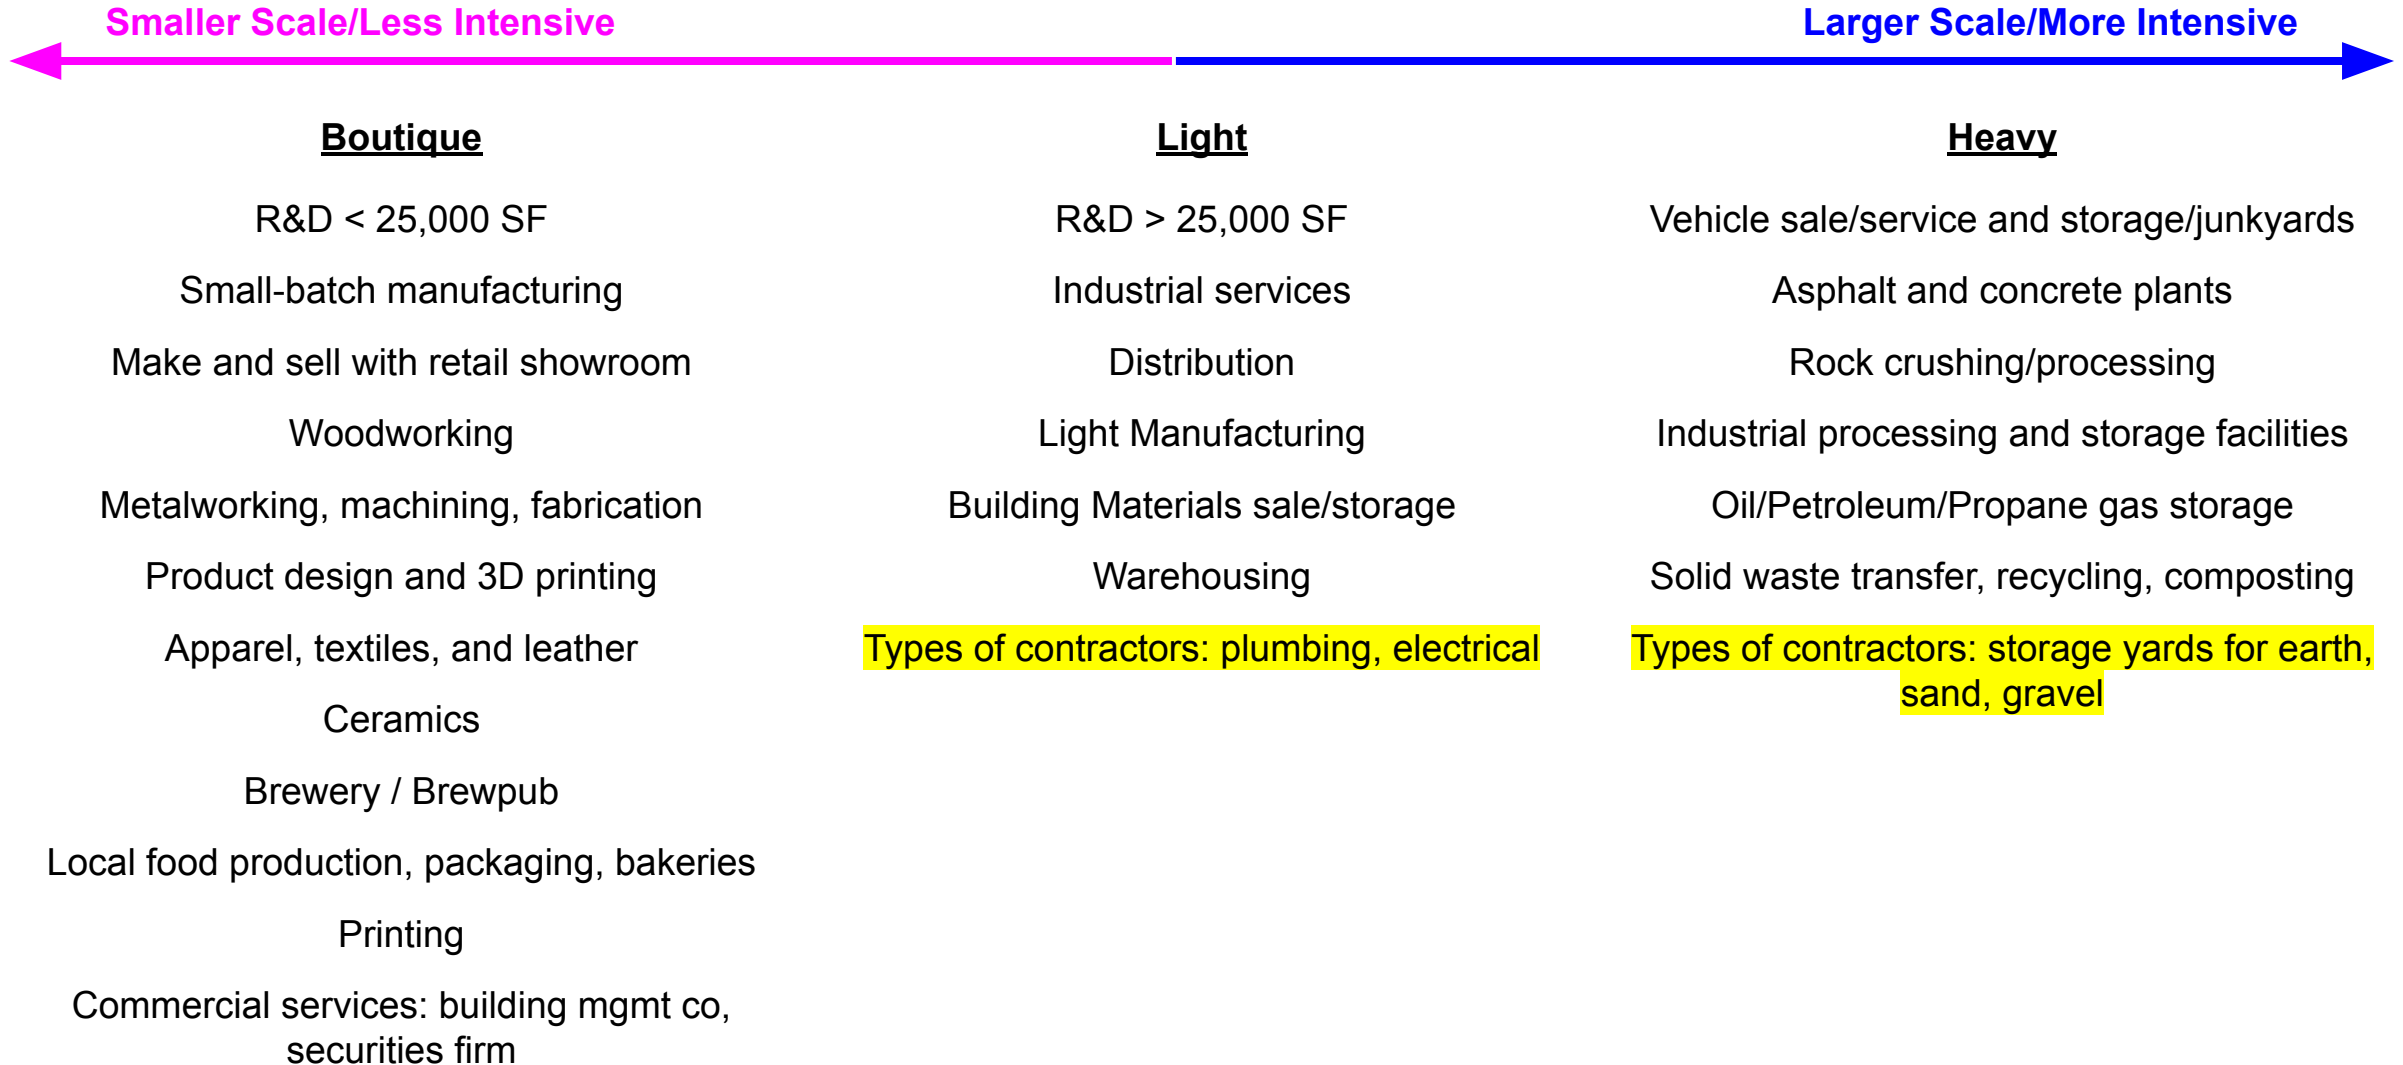 Smaller Scale/Less Intensive
Larger Scale/More Intensive
Boutique
R&D < 25,000 SF
Small-batch manufacturing
Make and sell with retail showroom
Woodworking
Metalworking, machining, fabrication
Product design and 3D printing
Apparel, textiles, and leather
Ceramics
Brewery / Brewpub
Local food production, packaging, bakeries
Printing
Commercial services: building mgmt co,
securities firm
Light
R&D > 25,000 SF
Industrial services
Distribution
Light Manufacturing
Building Materials sale/storage
Warehousing
Types of contractors: plumbing, electrical
Heavy
Vehicle sale/service and storage/junkyards
Asphalt and concrete plants
Rock crushing/processing
Industrial processing and storage facilities
Oil/Petroleum/Propane gas storage
Solid waste transfer, recycling, composting
Types of contractors: storage yards for earth,
sand, gravel